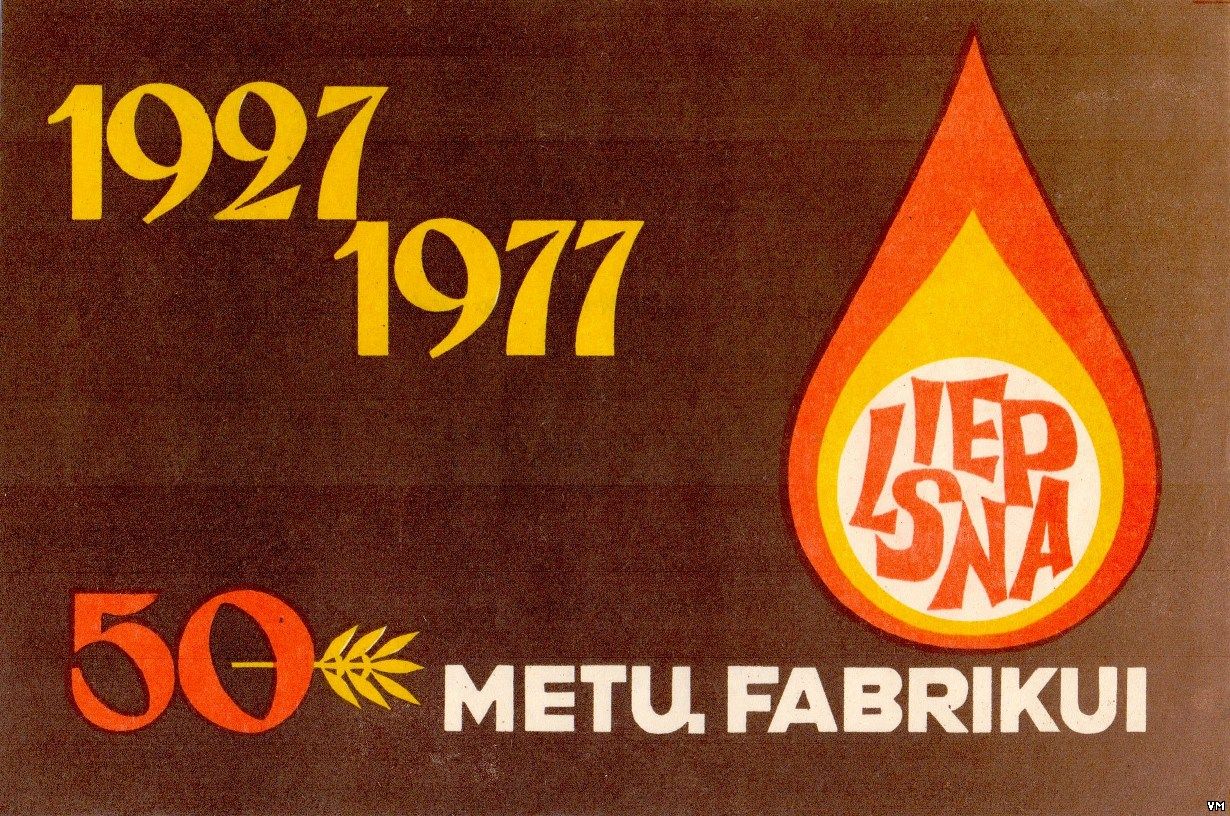 1927
1977
LIEPSNA
50 METŲ FABRIKUI
VM